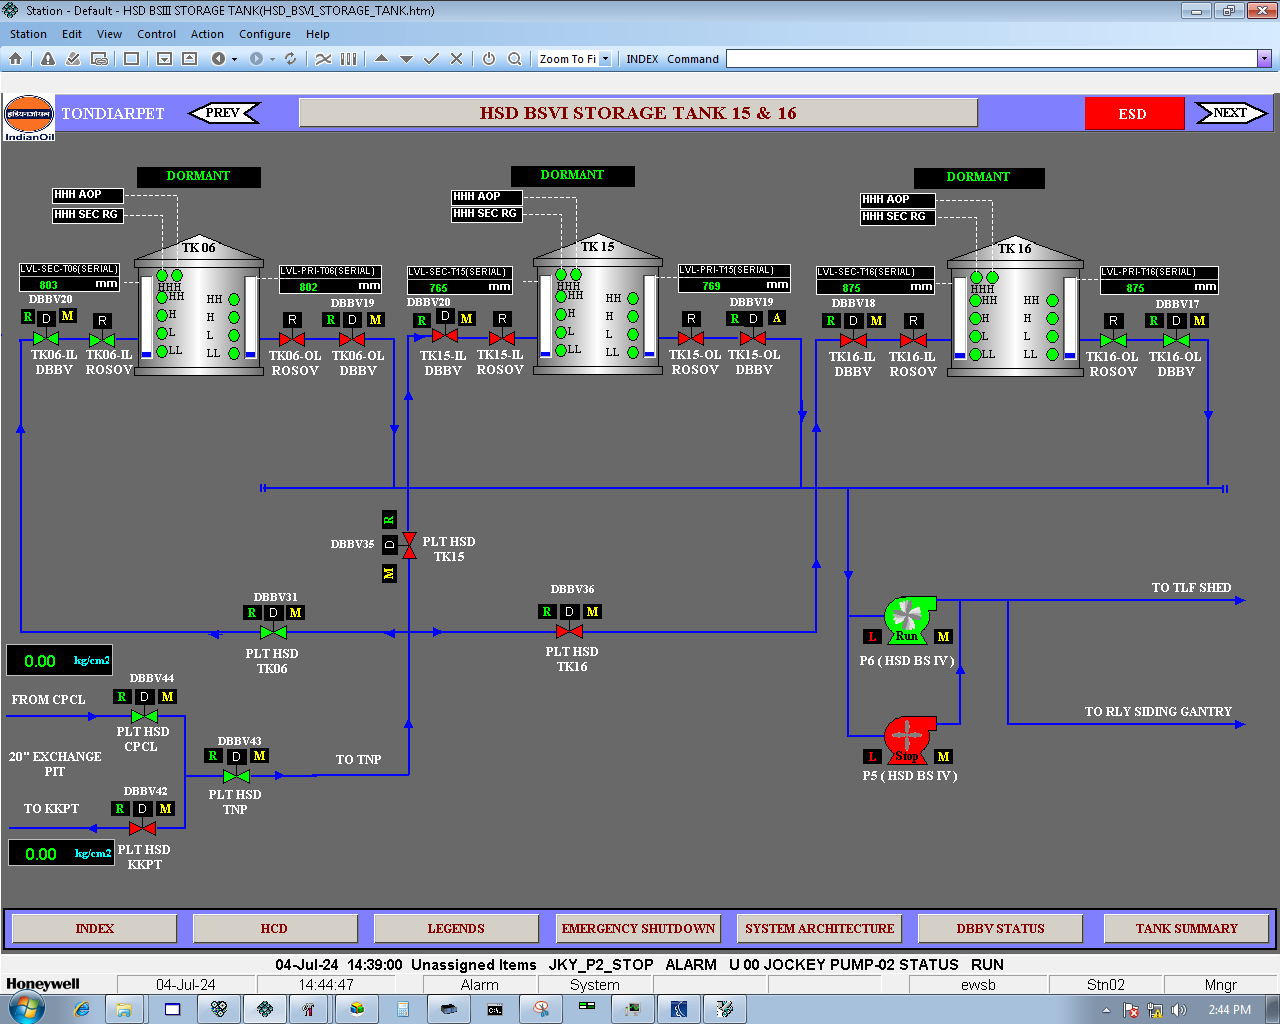 Station - Default - HSD BSIII STORAGE TANK(HSD_BSVI_STORAGE_TANK.htm)
Station Edit View Control Action Configure Help
Zoom To Fi INDEX Command
इंडियनऑयल
IndianOil
TONDIARPET
PREV
HSD BSVI STORAGE TANK 15 & 16
ESD
NEXT
DORMANT
DORMANT
DORMANT
HHH AOP
HHH SEC RG
HHH AOP
HHH SEC RG
HHH AOP
HHH SEC RG
TK 06
TK 15
TK 16
LVL-SEC-T06(SERIAL)
803 mm
LVL-PRI-T06(SERIAL)
802 mm
LVL-SEC-T15(SERIAL)
765 mm
LVL-PRI-T15(SERIAL)
769 mm
LVL-SEC-T16(SERIAL)
875 mm
LVL-PRI-T16(SERIAL)
875 mm
HHH
HH HH
H H
L L
LL LL
HHH
HH HH
H H
L L
LL LL
HHH
HH HH
H H
L L
LL LL
DBBV20
R D M R
TK06-IL DBBV
TK06-IL ROSOV
DBBV19
R R D M
TK06-OL ROSOV
TK06-OL DBBV
DBBV20
R D M R
TK15-IL DBBV
TK15-IL ROSOV
DBBV19
R R D A
TK15-OL ROSOV
TK15-OL DBBV
DBBV18
R D M R
TK16-IL DBBV
TK16-IL ROSOV
DBBV17
R R D M
TK16-OL ROSOV
TK16-OL DBBV
R
DBBV35 D
M
PLT HSD
TK15
DBBV31
R D M
PLT HSD
TK06
DBBV36
R D M
PLT HSD
TK16
TO TLF SHED
Run
L M
P6 ( HSD BS IV )
TO RLY SIDING GANTRY
Stop
L M
P5 ( HSD BS IV )
0.00 kg/cm2
FROM CPCL
DBBV44
R D M
PLT HSD
CPCL
20" EXCHANGE
PIT
DBBV43
R D M
PLT HSD
TNP
TO TNP
TO KKPT
DBBV42
R D M
PLT HSD
KKPT
0.00 kg/cm2
INDEX HCD LEGENDS EMERGENCY SHUTDOWN SYSTEM ARCHITECTURE DBBV STATUS TANK SUMMARY
04-Jul-24 14:39:00 Unassigned Items JKY_P2_STOP ALARM U 00 JOCKEY PUMP-02 STATUS RUN
Honeywell 04-Jul-24 14:44:47 Alarm System ewsb Stn02 Mngr
2:44 PM